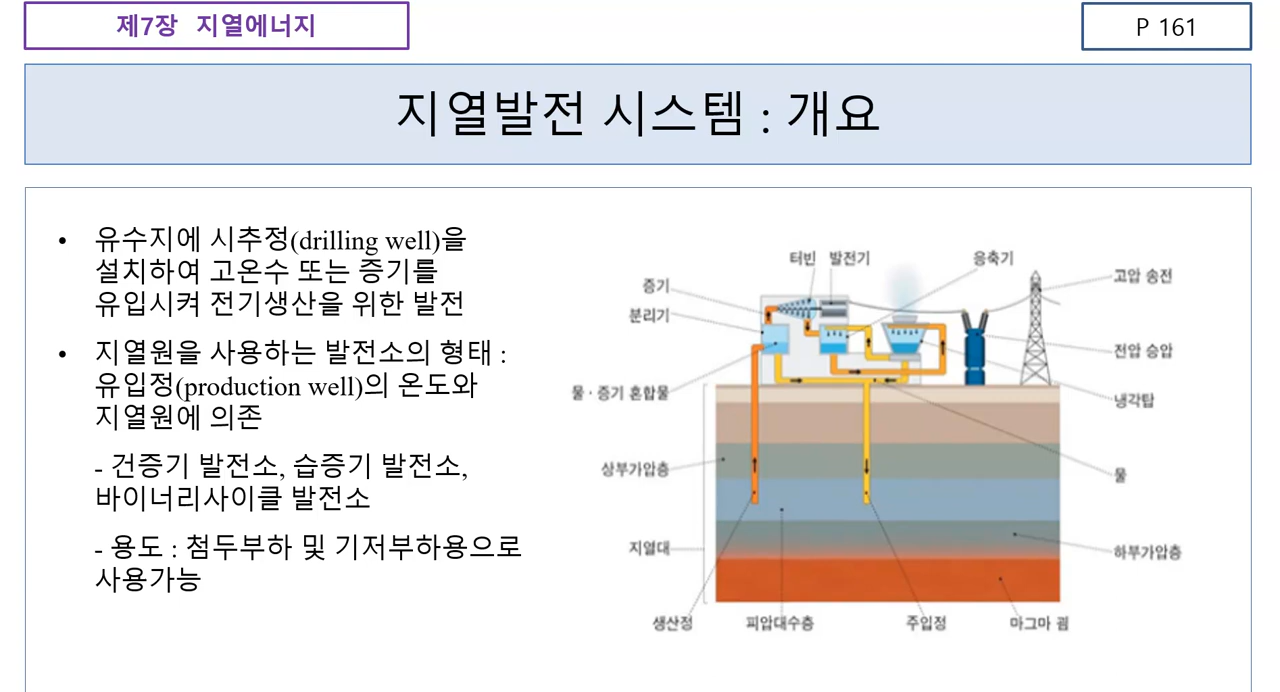 제7장 지열에너지
P 161
지열발전 시스템 : 개요
• 유수지에 시추정(drilling well)을
설치하여 고온수 또는 증기를
유입시켜 전기생산을 위한 발전
• 지열원을 사용하는 발전소의 형태 :
유입정(production well)의 온도와
지열원에 의존
- 건증기 발전소, 습증기 발전소,
바이너리사이클 발전소
- 용도 : 첨두부하 및 기저부하용으로
사용가능
터빈
발전기
응축기
증기
고압 송전
분리기
전압 승압
물 · 증기 혼합물
냉각탑
상부가압층
물
지열대
하부가압층
생산정
피압대수층
주입정
마그마 굄